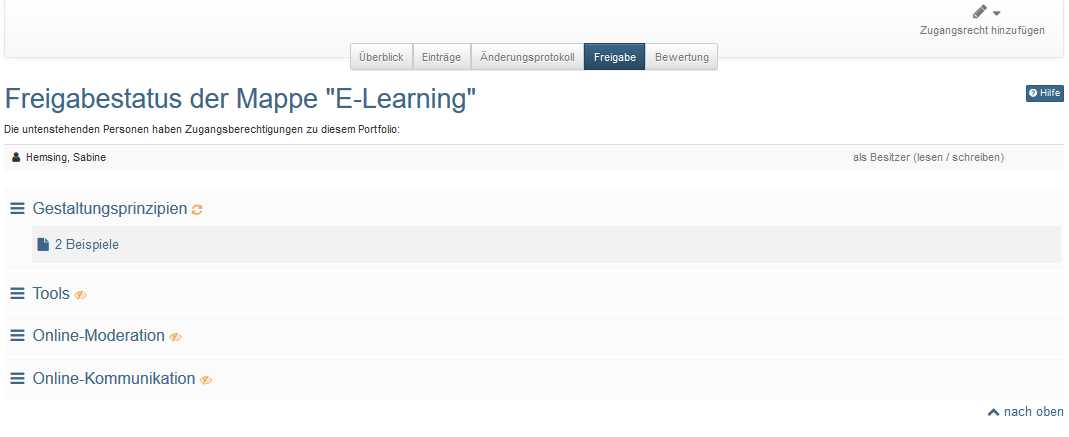 Zugangsrecht hinzufügen
Überblick Einträge Änderungsprotokoll Freigabe Bewertung
Freigabestatus der Mappe "E-Learning"
Hilfe
Die untenstehenden Personen haben Zugangsberechtigungen zu diesem Portfolio:
Hemsing, Sabine als Besitzer (lesen / schreiben)
Gestaltungsprinzipien
2 Beispiele
Tools
Online-Moderation
Online-Kommunikation
nach oben